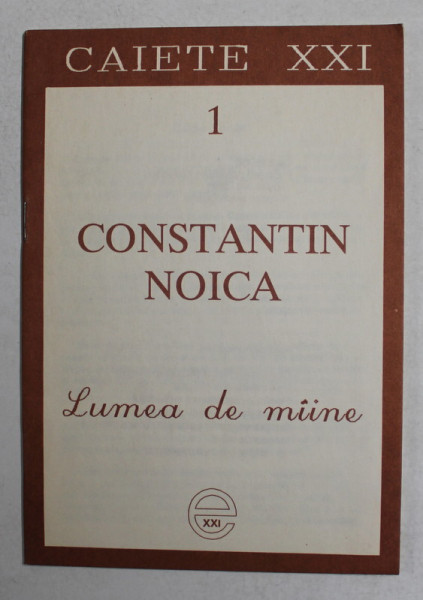 CAIETE XXI
1
CONSTANTIN
NOICA
Lumea de mîine
e
XXI